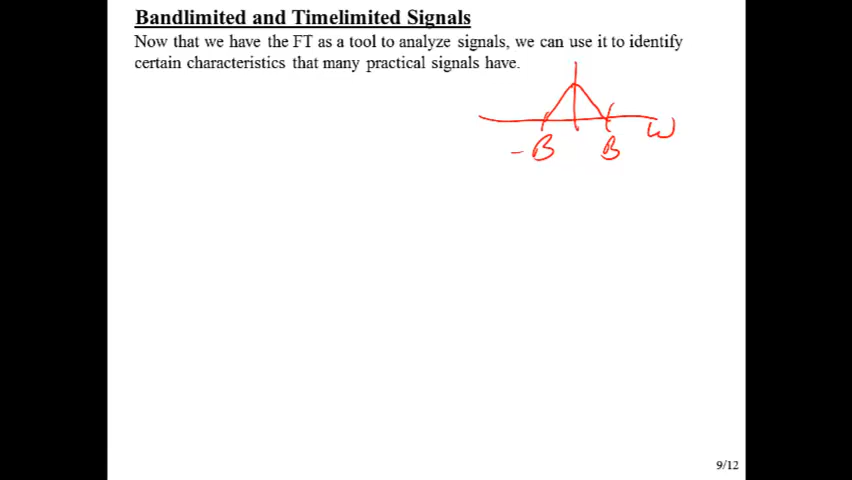 Bandlimited and Timelimited Signals
Now that we have the FT as a tool to analyze signals, we can use it to identify
certain characteristics that many practical signals have.
ω
-B B
9/12